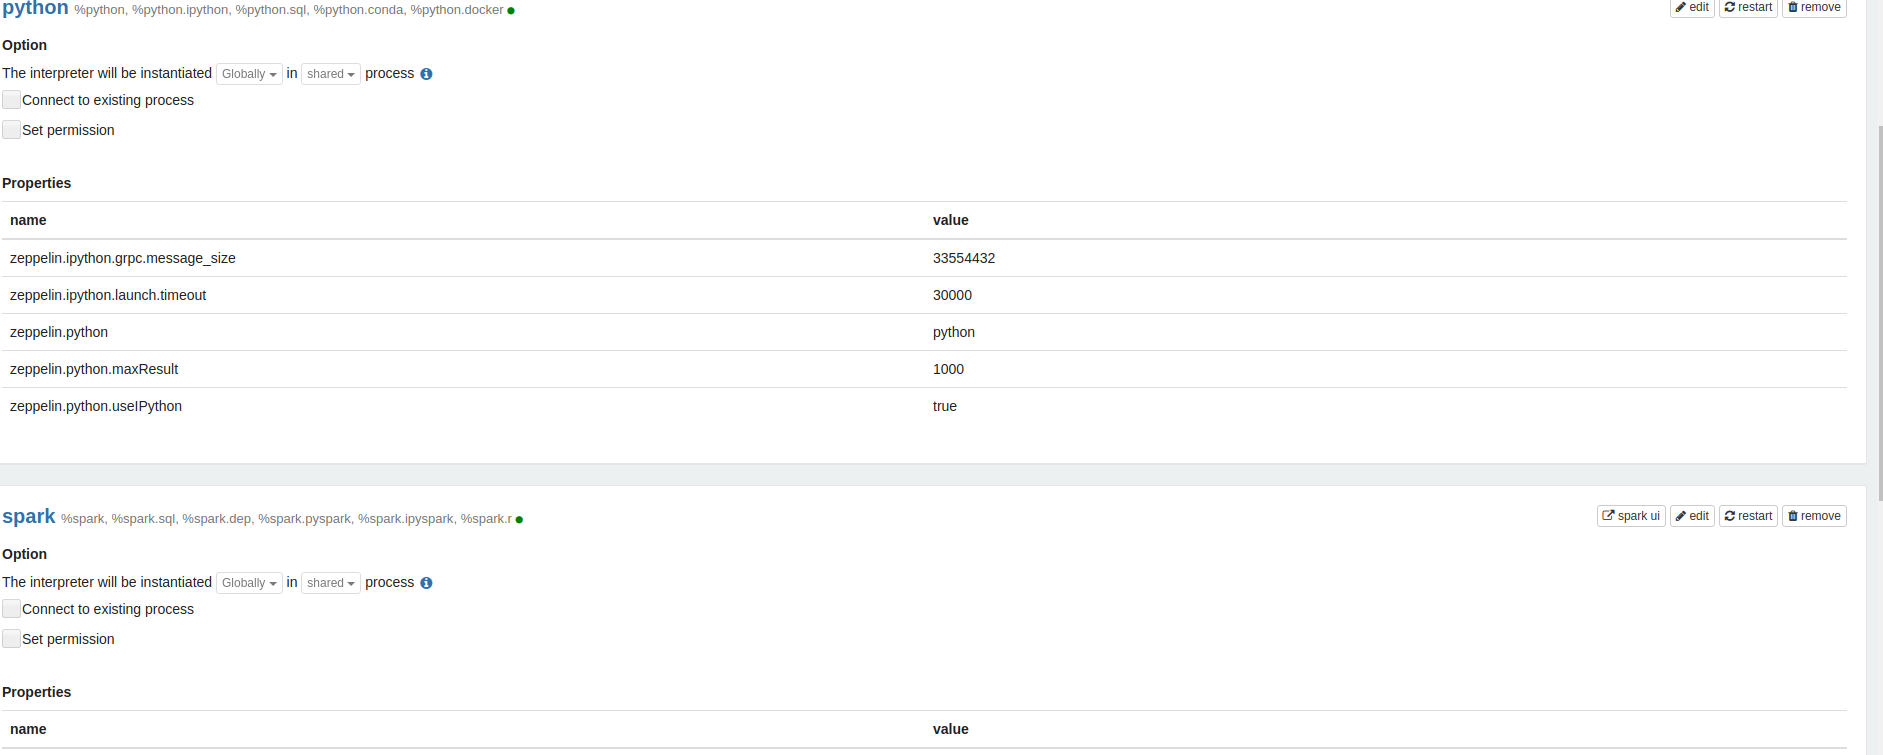 python %python, %python.ipython, %python.sql, %python.conda, %python.docker edit restart remove
Option
The interpreter will be instantiated Globally in shared process
Connect to existing process
Set permission
Properties
name value
zeppelin.ipython.grpc.message_size 33554432
zeppelin.ipython.launch.timeout 30000
zeppelin.python python
zeppelin.python.maxResult 1000
zeppelin.python.useIPython true
spark %spark, %spark.sql, %spark.dep, %spark.pyspark, %spark.ipyspark, %spark.r spark ui edit restart remove
Option
The interpreter will be instantiated Globally in shared process
Connect to existing process
Set permission
Properties
name value